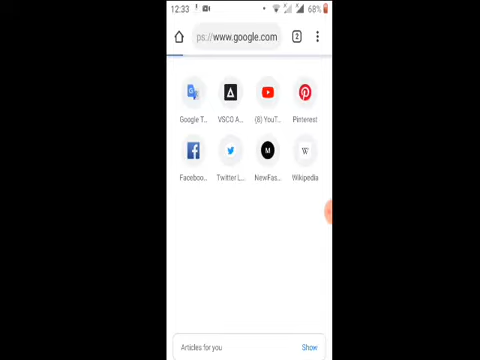 12:33
68%
ps://www.google.com
2
Google T...
VSCO A...
(8) YouT...
Pinterest
Faceboo...
Twitter L...
M
NewFas...
W
Wikipedia
Articles for you
Show